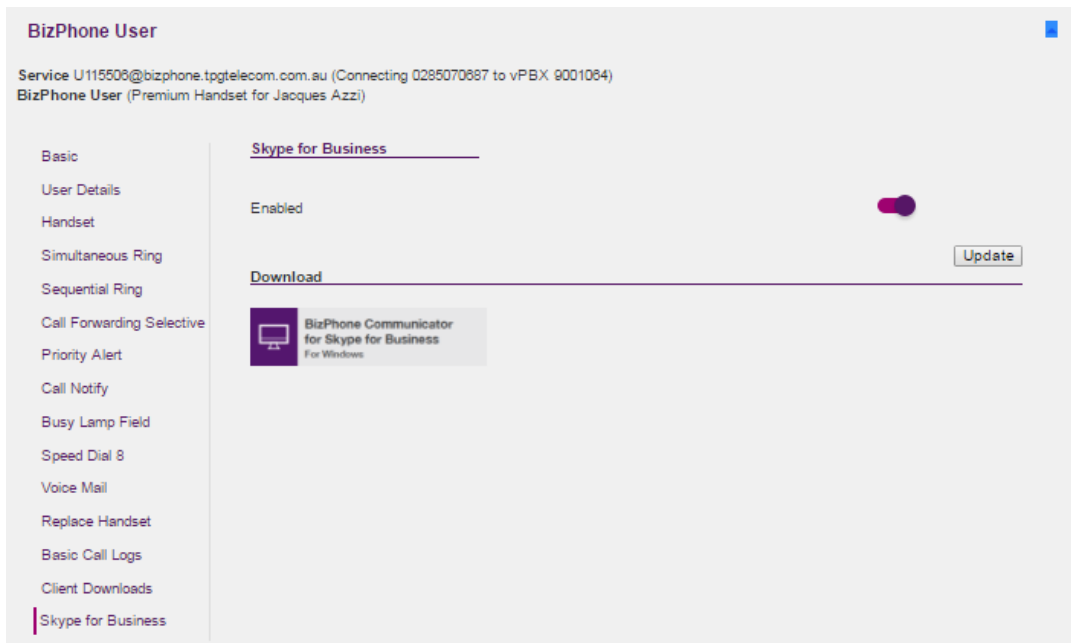 BizPhone User
Service U115506@bizphone.tpgtelecom.com.au (Connecting 0285070687 to vPBX 9001064)
BizPhone User (Premium Handset for Jacques Azzi)
Basic
User Details
Handset
Simultaneous Ring
Sequential Ring
Call Forwarding Selective
Priority Alert
Call Notify
Busy Lamp Field
Speed Dial 8
Voice Mail
Replace Handset
Basic Call Logs
Client Downloads
Skype for Business
Skype for Business
Enabled
Update
Download
BizPhone Communicator
for Skype for Business
For Windows